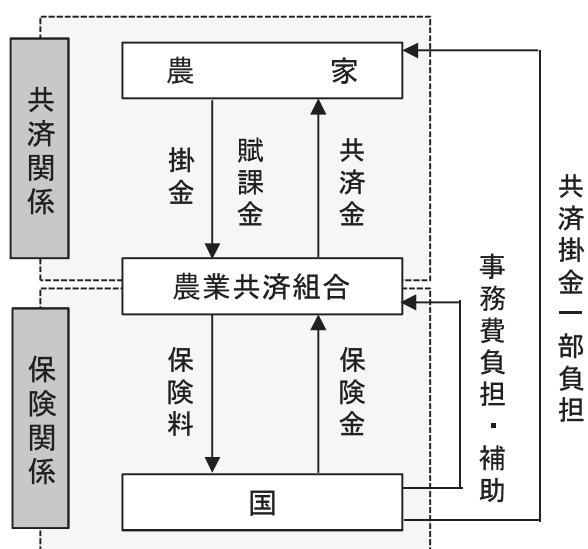 農 家
共済関係
掛金
賦課金
共済金
農業共済組合
保険関係
保険料
保険金
国
事務費負担・補助
共済掛金一部負担